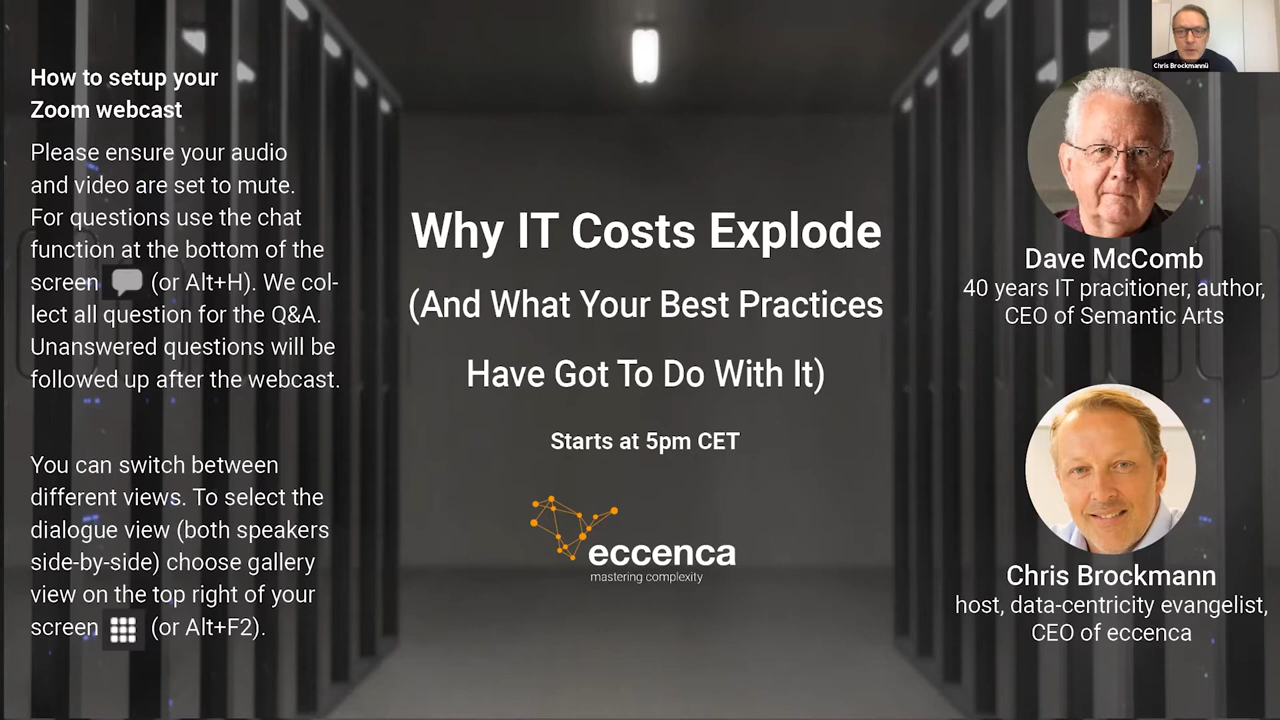 How to setup your
Zoom webcast
Please ensure your audio
and video are set to mute.
For questions use the chat
function at the bottom of the
screen (or Alt+H). We col-
lect all question for the Q&A.
Unanswered questions will be
followed up after the webcast.
You can switch between
different views. To select the
dialogue view (both speakers
side-by-side) choose gallery
view on the top right of your
screen (or Alt+F2).
Why IT Costs Explode
(And What Your Best Practices
Have Got To Do With It)
Starts at 5pm CET
eccenca
mastering complexity
Chris Brockmannü
Dave McComb
40 years IT pracitioner, author,
CEO of Semantic Arts
Chris Brockmann
host, data-centricity evangelist,
CEO of eccenca